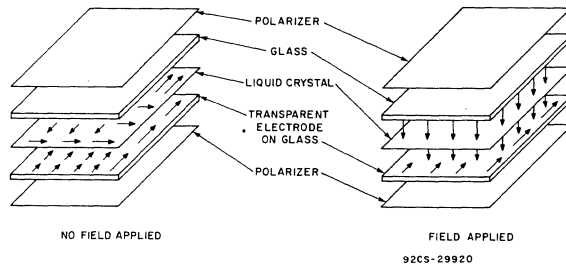 POLARIZER
GLASS
LIQUID CRYSTAL
TRANSPARENT
ELECTRODE
ON GLASS
POLARIZER
NO FIELD APPLIED
FIELD APPLIED
92CS-29920